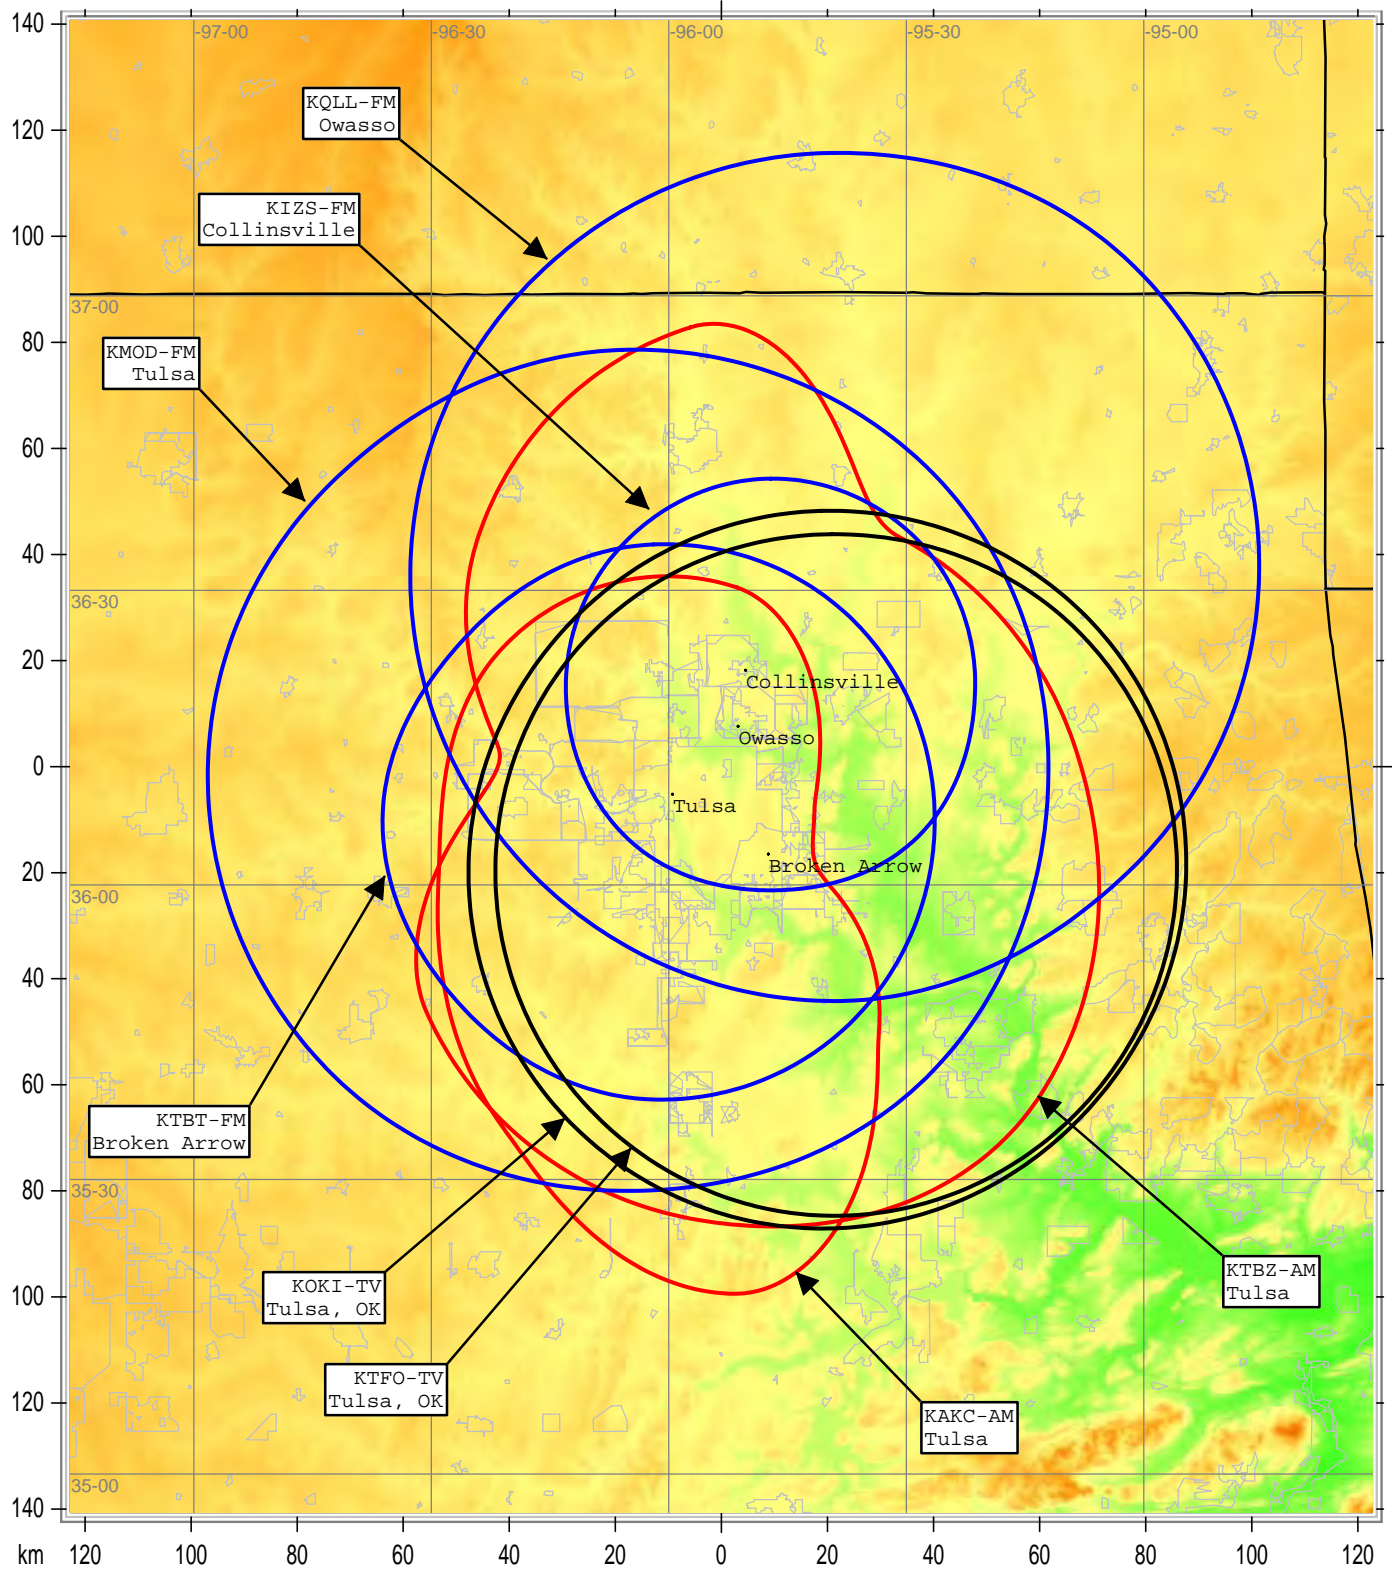 140
-97-00
-96-30
-96-00
-95-30
-95-00
KQLL-FM
Owasso
120
KIZS-FM
Collinsville
100
37-00
80
KMOD-FM
Tulsa
60
40
36-30
20
Collinsville
Owasso
0
Tulsa
Broken Arrow
20
36-00
40
60
KTBT-FM
Broken Arrow
80
35-30
KOKI-TV
Tulsa, OK
KTBZ-AM
Tulsa
100
KTFO-TV
Tulsa, OK
120
KAKC-AM
Tulsa
35-00
140
km
120
100
80
60
40
20
0
20
40
60
80
100
120